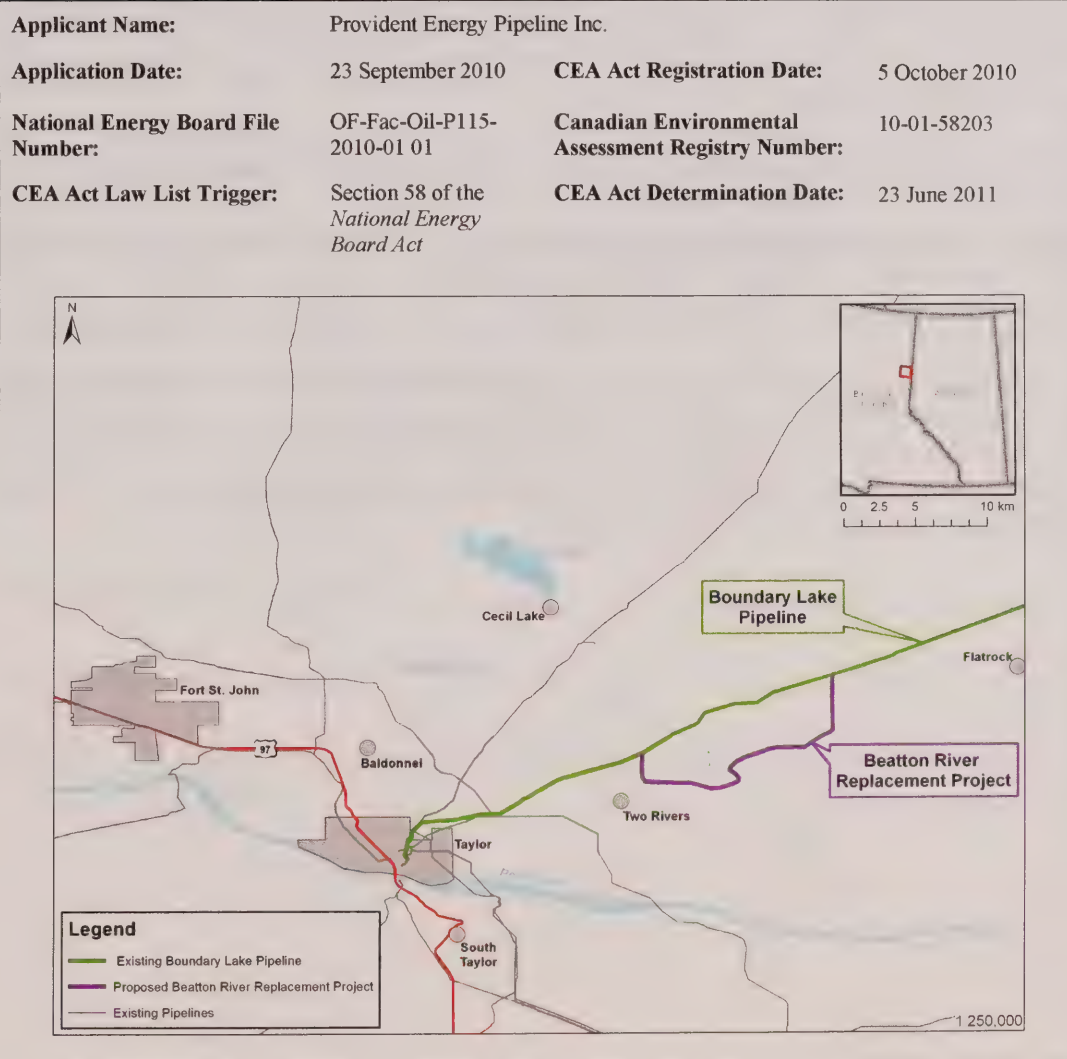 Applicant Name: Provident Energy Pipeline Inc.
Application Date: 23 September 2010 CEA Act Registration Date: 5 October 2010
National Energy Board File Number: OF-Fac-Oil-P115-2010-01 01 Canadian Environmental Assessment Registry Number: 10-01-58203
CEA Act Law List Trigger: Section 58 of the National Energy Board Act CEA Act Determination Date: 23 June 2011
N
0 2.5 5 10 km
Cecil Lake
Boundary Lake
Pipeline
Flatrock
Fort St. John
97
Baldonnel
Beatton River
Replacement Project
Two Rivers
Taylor
South
Taylor
Legend
Existing Boundary Lake Pipeline
Proposed Beatton River Replacement Project
Existing Pipelines
1 250,000